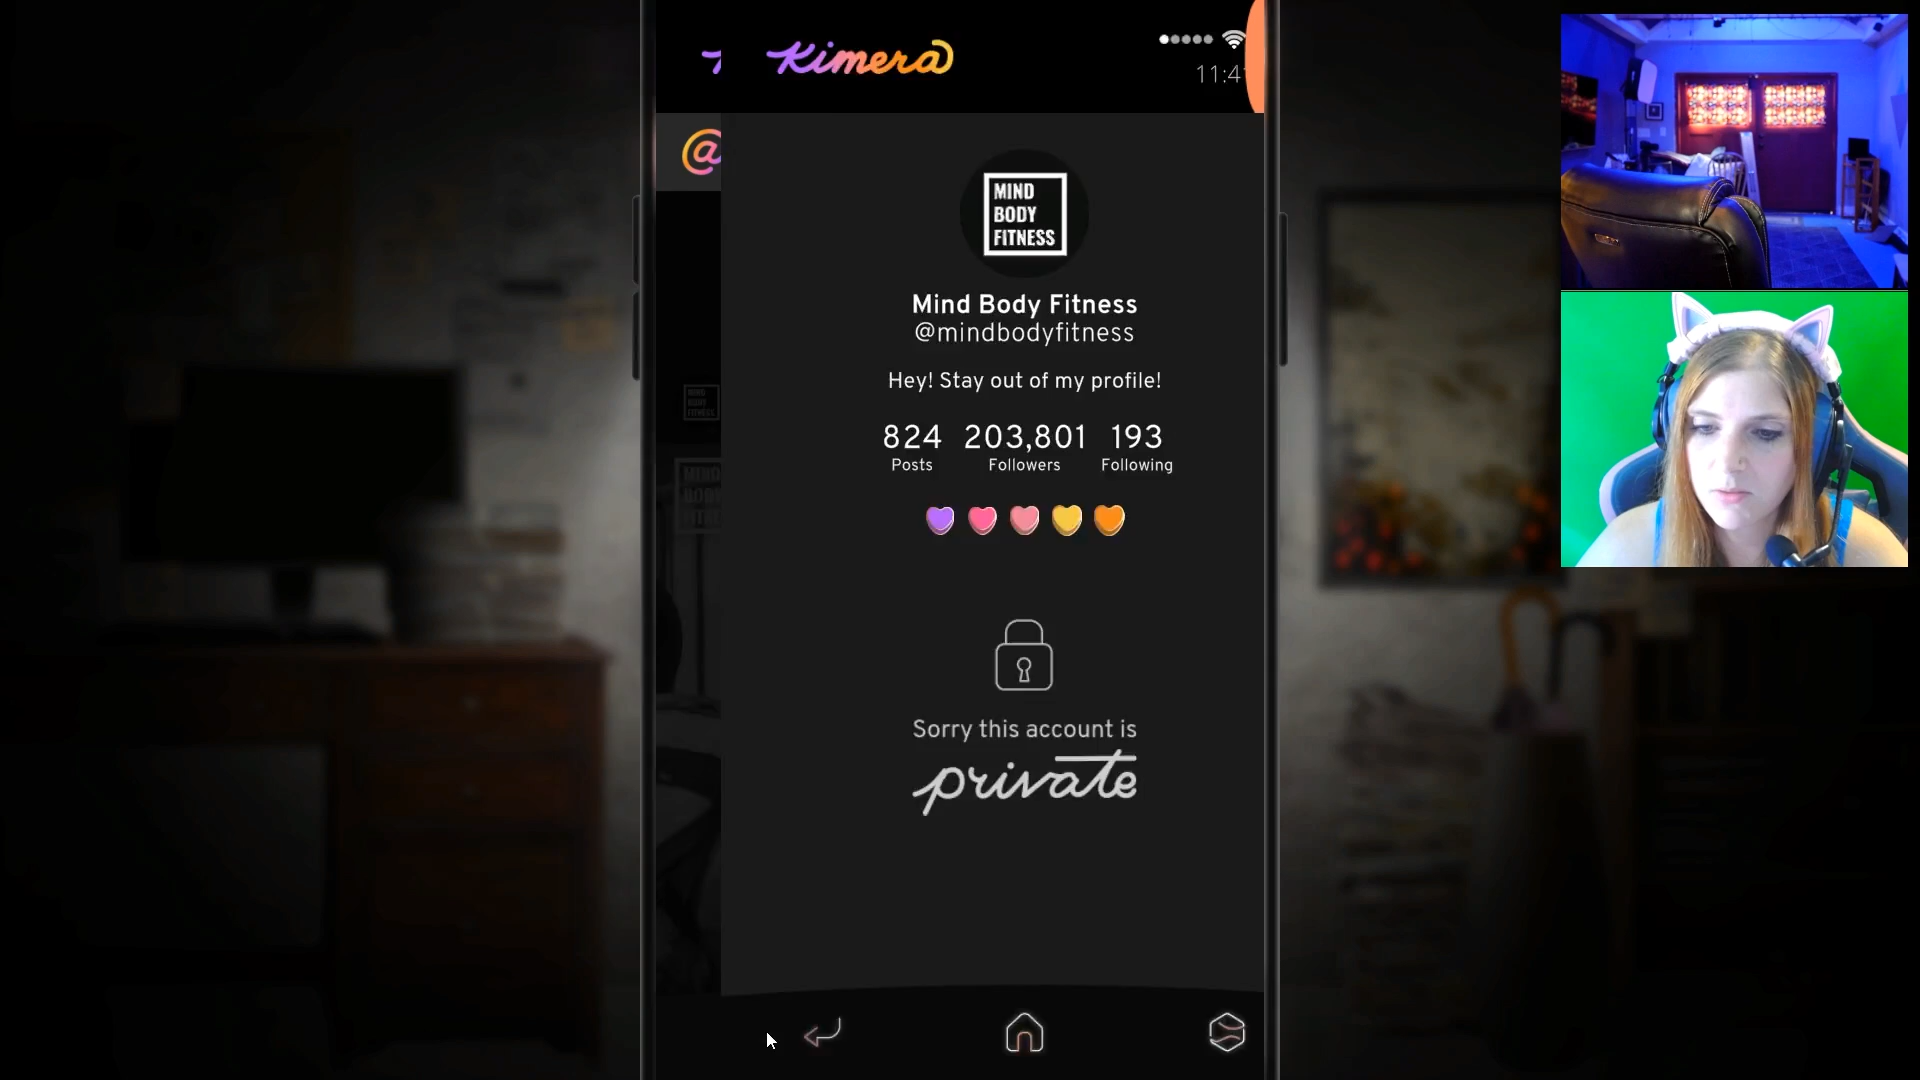 Kimera
11:4
@
MIND
BODY
FITNESS
Mind Body Fitness
@mindbodyfitness
Hey! Stay out of my profile!
824 203,801 193
Posts Followers Following
Sorry this account is
private